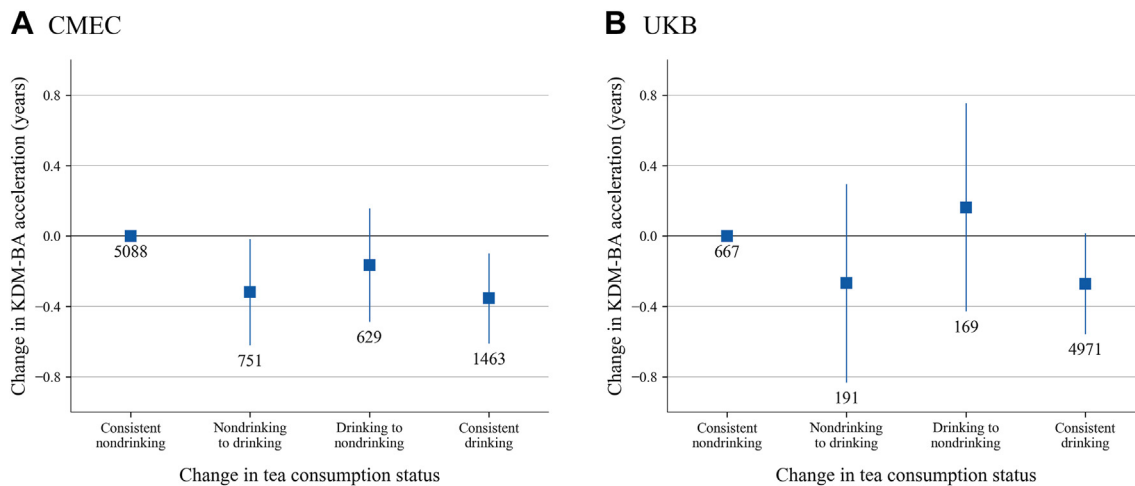 A CMEC
Change in KDM-BA acceleration (years)
0.8
0.4
0.0
−0.4
−0.8
5088
751
629
1463
Consistent
nondrinking
Nondrinking
to drinking
Drinking to
nondrinking
Consistent
drinking
Change in tea consumption status
B UKB
Change in KDM-BA acceleration (years)
0.8
0.4
0.0
−0.4
−0.8
667
191
169
4971
Consistent
nondrinking
Nondrinking
to drinking
Drinking to
nondrinking
Consistent
drinking
Change in tea consumption status